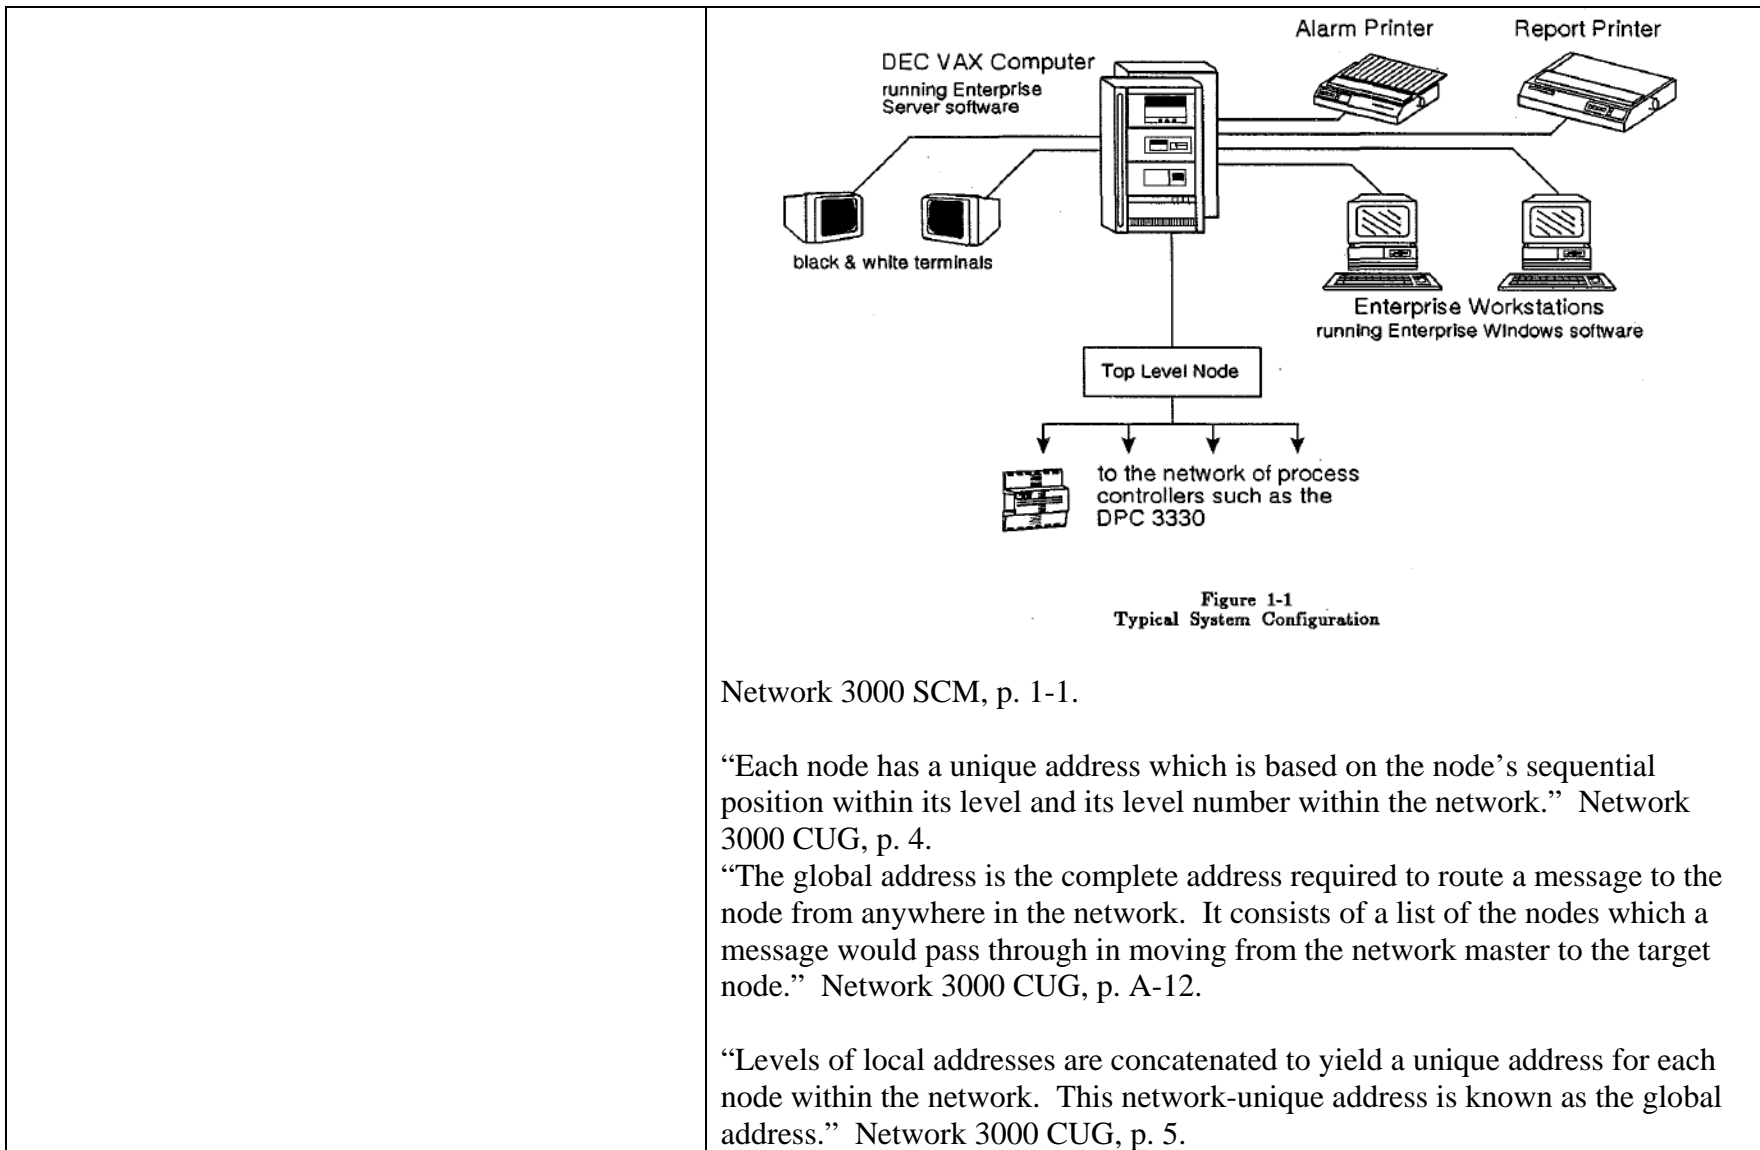 Alarm Printer
Report Printer
DEC VAX Computer
running Enterprise
Server software
black & white terminals
Enterprise Workstations
running Enterprise Windows software
Top Level Node
to the network of process
controllers such as the
DPC 3330
Figure 1-1
Typical System Configuration
Network 3000 SCM, p. 1-1.
“Each node has a unique address which is based on the node’s sequential
position within its level and its level number within the network.” Network
3000 CUG, p. 4.
“The global address is the complete address required to route a message to the
node from anywhere in the network. It consists of a list of the nodes which a
message would pass through in moving from the network master to the target
node.” Network 3000 CUG, p. A-12.
“Levels of local addresses are concatenated to yield a unique address for each
node within the network. This network-unique address is known as the global
address.” Network 3000 CUG, p. 5.